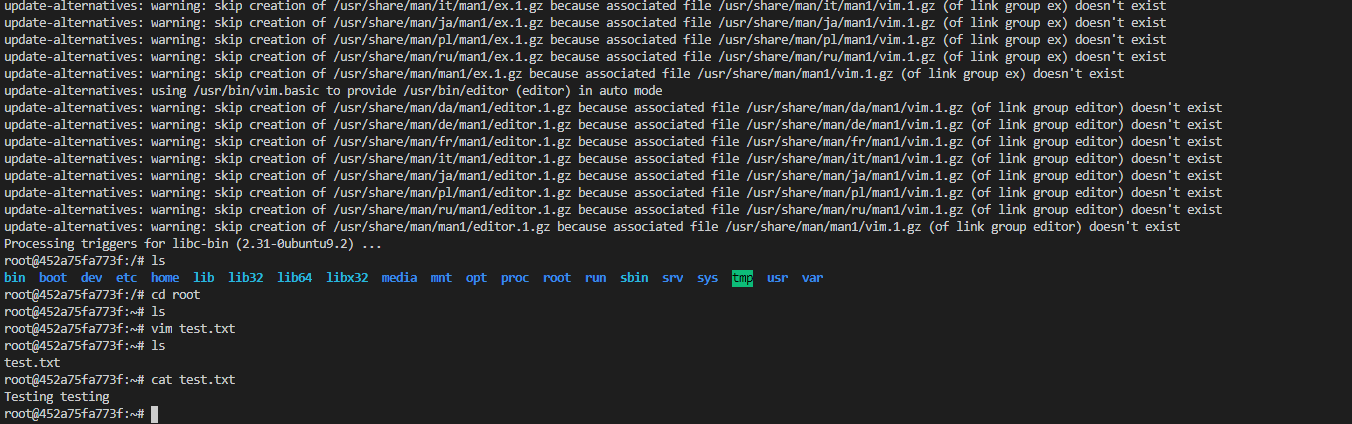 update-alternatives: warning: skip creation of /usr/share/man/it/man1/ex.1.gz because associated file /usr/share/man/it/man1/vim.1.gz (of link group ex) doesn't exist
update-alternatives: warning: skip creation of /usr/share/man/ja/man1/ex.1.gz because associated file /usr/share/man/ja/man1/vim.1.gz (of link group ex) doesn't exist
update-alternatives: warning: skip creation of /usr/share/man/pl/man1/ex.1.gz because associated file /usr/share/man/pl/man1/vim.1.gz (of link group ex) doesn't exist
update-alternatives: warning: skip creation of /usr/share/man/ru/man1/ex.1.gz because associated file /usr/share/man/ru/man1/vim.1.gz (of link group ex) doesn't exist
update-alternatives: warning: skip creation of /usr/share/man/man1/ex.1.gz because associated file /usr/share/man/man1/vim.1.gz (of link group ex) doesn't exist
update-alternatives: using /usr/bin/vim.basic to provide /usr/bin/editor (editor) in auto mode
update-alternatives: warning: skip creation of /usr/share/man/da/man1/editor.1.gz because associated file /usr/share/man/da/man1/vim.1.gz (of link group editor) doesn't exist
update-alternatives: warning: skip creation of /usr/share/man/de/man1/editor.1.gz because associated file /usr/share/man/de/man1/vim.1.gz (of link group editor) doesn't exist
update-alternatives: warning: skip creation of /usr/share/man/fr/man1/editor.1.gz because associated file /usr/share/man/fr/man1/vim.1.gz (of link group editor) doesn't exist
update-alternatives: warning: skip creation of /usr/share/man/it/man1/editor.1.gz because associated file /usr/share/man/it/man1/vim.1.gz (of link group editor) doesn't exist
update-alternatives: warning: skip creation of /usr/share/man/ja/man1/editor.1.gz because associated file /usr/share/man/ja/man1/vim.1.gz (of link group editor) doesn't exist
update-alternatives: warning: skip creation of /usr/share/man/pl/man1/editor.1.gz because associated file /usr/share/man/pl/man1/vim.1.gz (of link group editor) doesn't exist
update-alternatives: warning: skip creation of /usr/share/man/ru/man1/editor.1.gz because associated file /usr/share/man/ru/man1/vim.1.gz (of link group editor) doesn't exist
update-alternatives: warning: skip creation of /usr/share/man/man1/editor.1.gz because associated file /usr/share/man/man1/vim.1.gz (of link group editor) doesn't exist
Processing triggers for libc-bin (2.31-0ubuntu9.2) ...
root@452a75fa773f:/# ls
bin  boot  dev  etc  home  lib  lib32  lib64  libx32  media  mnt  opt  proc  root  run  sbin  srv  sys  tmp  usr  var
root@452a75fa773f:/# cd root
root@452a75fa773f:~# ls
root@452a75fa773f:~# vim test.txt
root@452a75fa773f:~# ls
test.txt
root@452a75fa773f:~# cat test.txt
Testing testing
root@452a75fa773f:~#